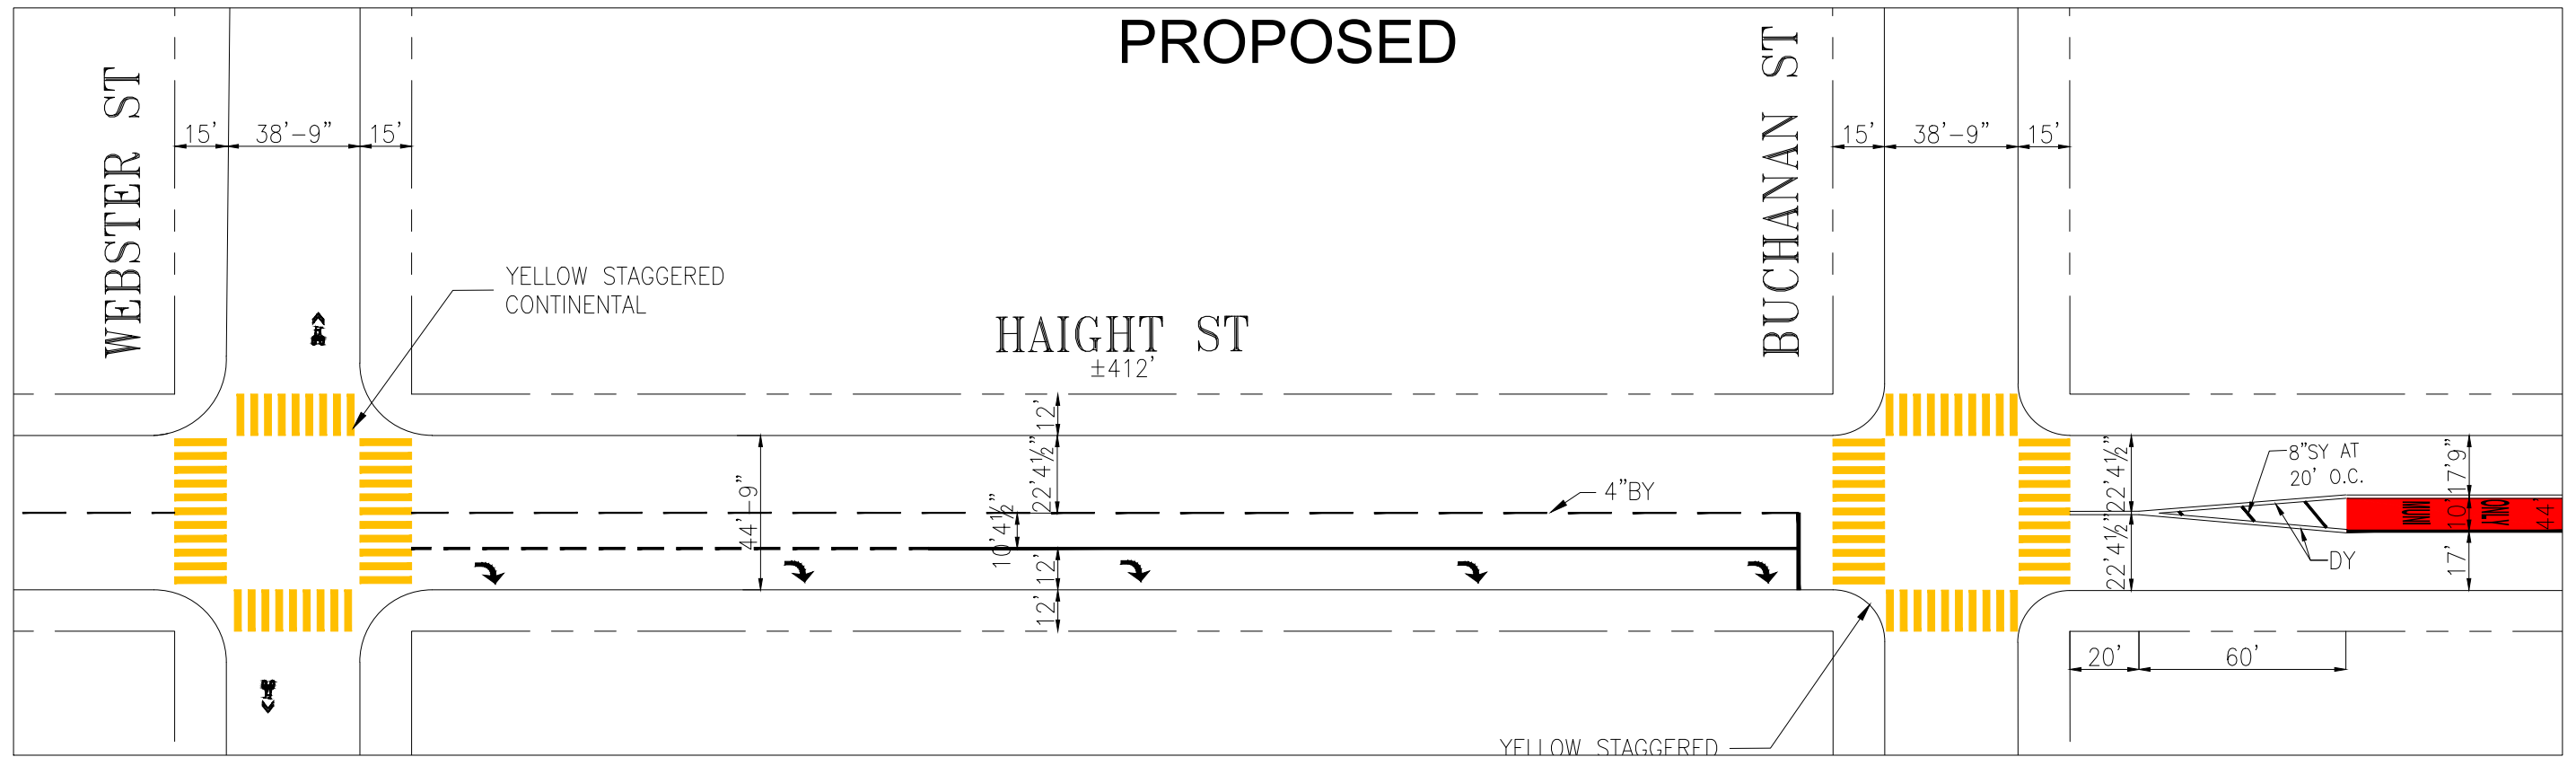 PROPOSED
WEBSTER ST
15'
38'-9"
15'
BUCHANAN ST
15'
38'-9"
15'
YELLOW STAGGERED
CONTINENTAL
HAIGHT ST
±412'
12'
22'4½"
44'-9"
10'4½"
12'
12'
4"BY
22'4½"
22'4½"
8"SY AT
20' O.C.
17'9"
10'
17'
44'
MUNI
ONLY
DY
20'
60'
YELLOW STAGGERED